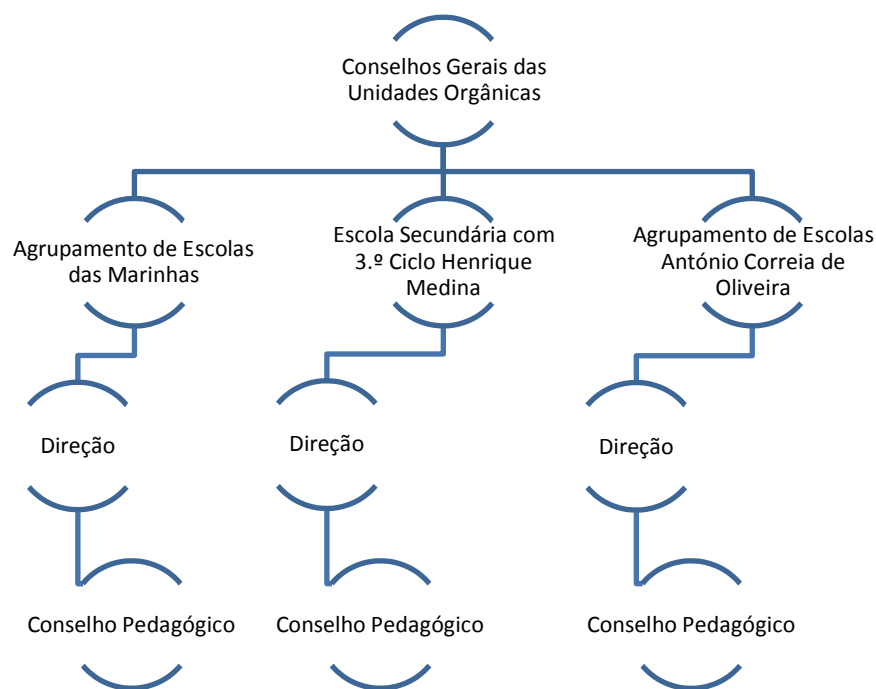 Conselhos Gerais das
Unidades Orgânicas
Agrupamento de Escolas
das Marinhas
Escola Secundária com
3.º Ciclo Henrique
Medina
Agrupamento de Escolas
António Correia de
Oliveira
Direção
Direção
Direção
Conselho Pedagógico
Conselho Pedagógico
Conselho Pedagógico